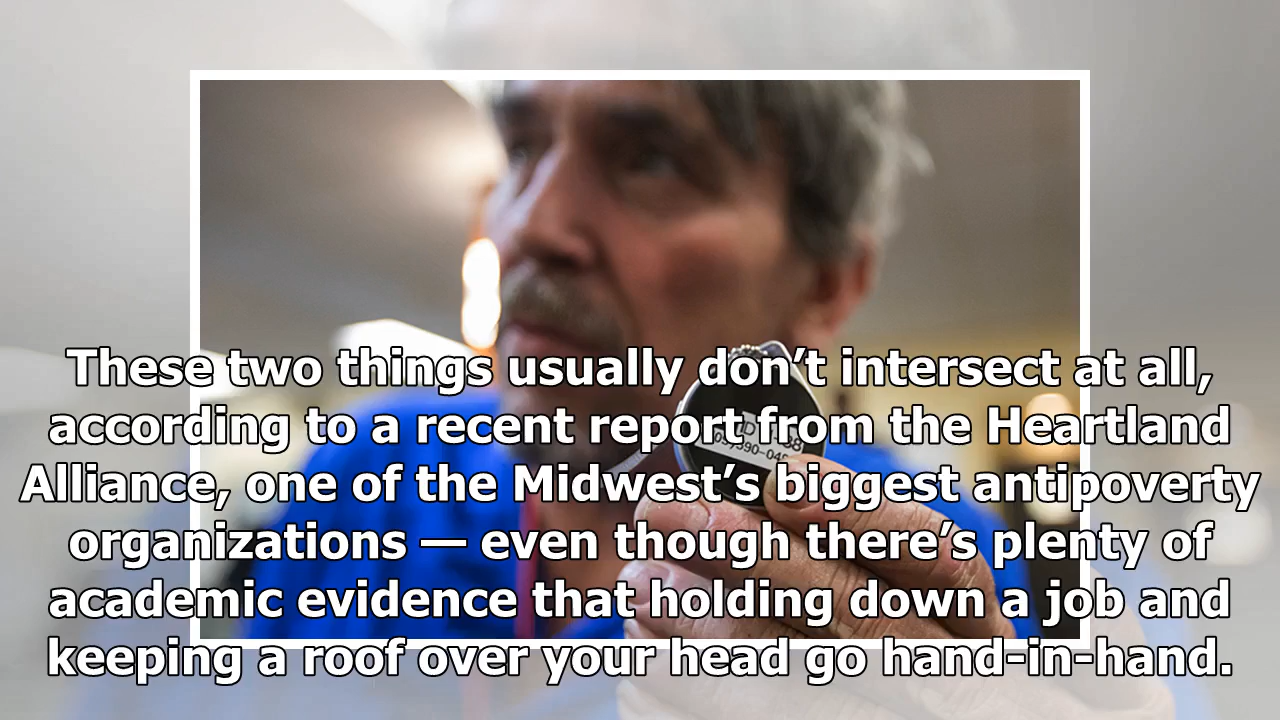 These two things usually don’t intersect at all,
according to a recent report from the Heartland
Alliance, one of the Midwest’s biggest antipoverty
organizations — even though there’s plenty of
academic evidence that holding down a job and
keeping a roof over your head go hand-in-hand.